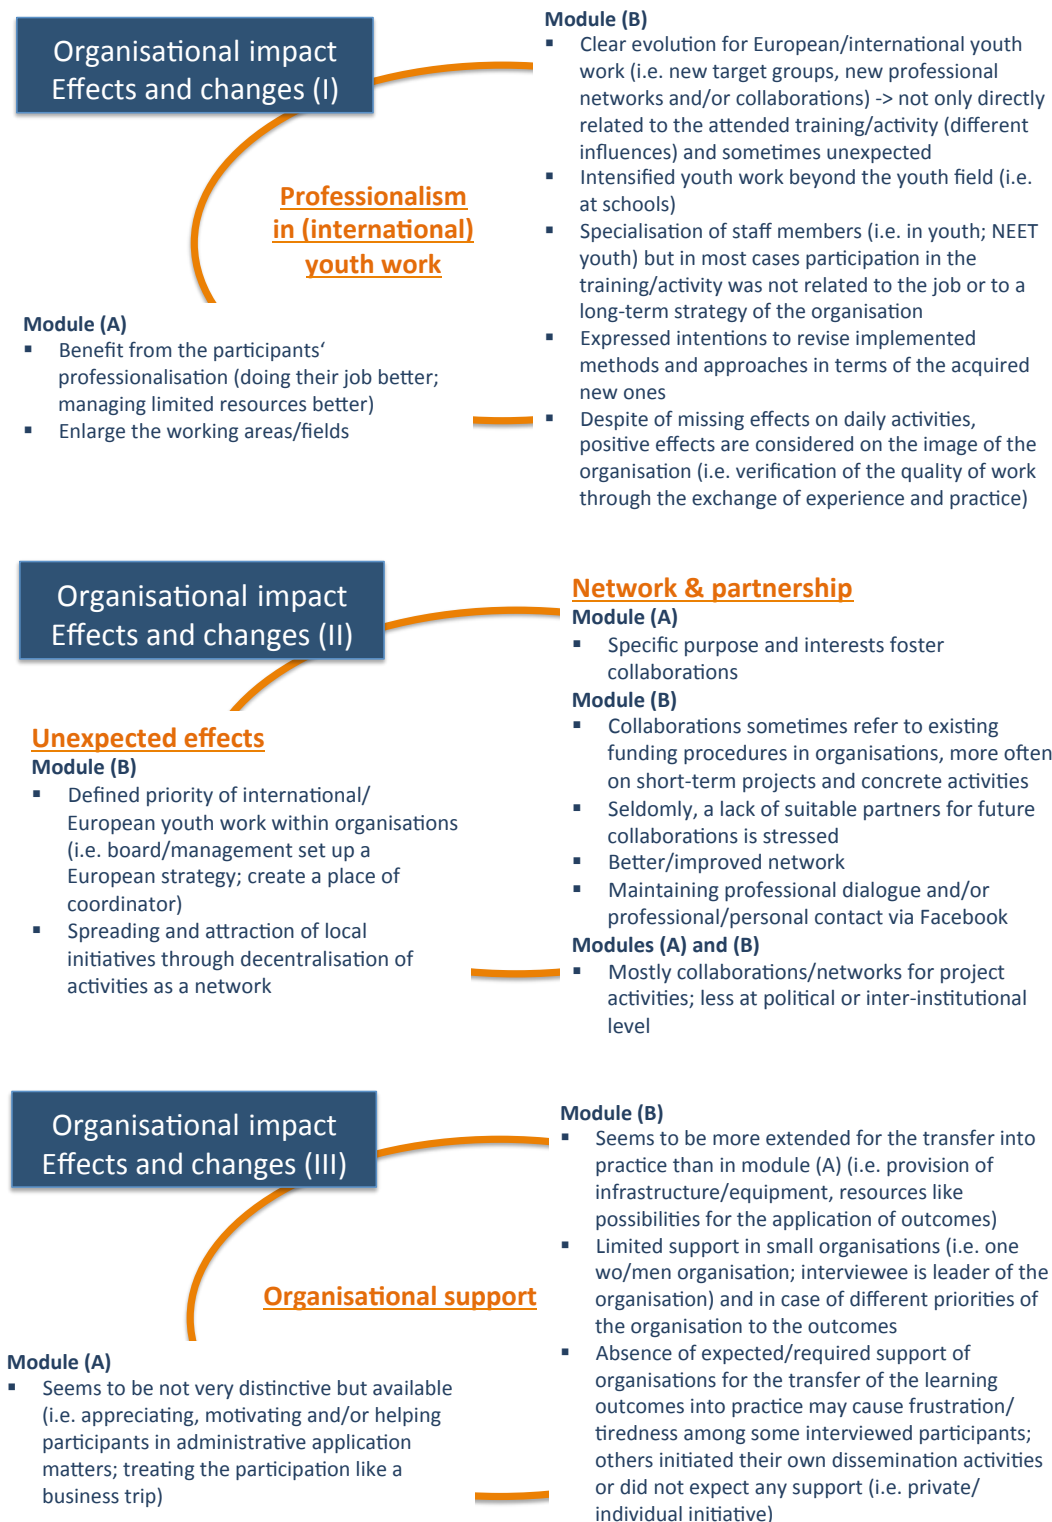 Organisational impact
Effects and changes (I)
Professionalism
in (international)
youth work
Module (A)
▪ Benefit from the participants‘
professionalisation (doing their job better;
managing limited resources better)
▪ Enlarge the working areas/fields
Module (B)
▪ Clear evolution for European/international youth
work (i.e. new target groups, new professional
networks and/or collaborations) -> not only directly
related to the attended training/activity (different
influences) and sometimes unexpected
▪ Intensified youth work beyond the youth field (i.e.
at schools)
▪ Specialisation of staff members (i.e. in youth; NEET
youth) but in most cases participation in the
training/activity was not related to the job or to a
long-term strategy of the organisation
▪ Expressed intentions to revise implemented
methods and approaches in terms of the acquired
new ones
▪ Despite of missing effects on daily activities,
positive effects are considered on the image of the
organisation (i.e. verification of the quality of work
through the exchange of experience and practice)
Organisational impact
Effects and changes (II)
Unexpected effects
Module (B)
▪ Defined priority of international/
European youth work within organisations
(i.e. board/management set up a
European strategy; create a place of
coordinator)
▪ Spreading and attraction of local
initiatives through decentralisation of
activities as a network
Network & partnership
Module (A)
▪ Specific purpose and interests foster
collaborations
Module (B)
▪ Collaborations sometimes refer to existing
funding procedures in organisations, more often
on short-term projects and concrete activities
▪ Seldomly, a lack of suitable partners for future
collaborations is stressed
▪ Better/improved network
▪ Maintaining professional dialogue and/or
professional/personal contact via Facebook
Modules (A) and (B)
▪ Mostly collaborations/networks for project
activities; less at political or inter-institutional
level
Organisational impact
Effects and changes (III)
Organisational support
Module (A)
▪ Seems to be not very distinctive but available
(i.e. appreciating, motivating and/or helping
participants in administrative application
matters; treating the participation like a
business trip)
Module (B)
▪ Seems to be more extended for the transfer into
practice than in module (A) (i.e. provision of
infrastructure/equipment, resources like
possibilities for the application of outcomes)
▪ Limited support in small organisations (i.e. one
wo/men organisation; interviewee is leader of the
organisation) and in case of different priorities of
the organisation to the outcomes
▪ Absence of expected/required support of
organisations for the transfer of the learning
outcomes into practice may cause frustration/
tiredness among some interviewed participants;
others initiated their own dissemination activities
or did not expect any support (i.e. private/
individual initiative)